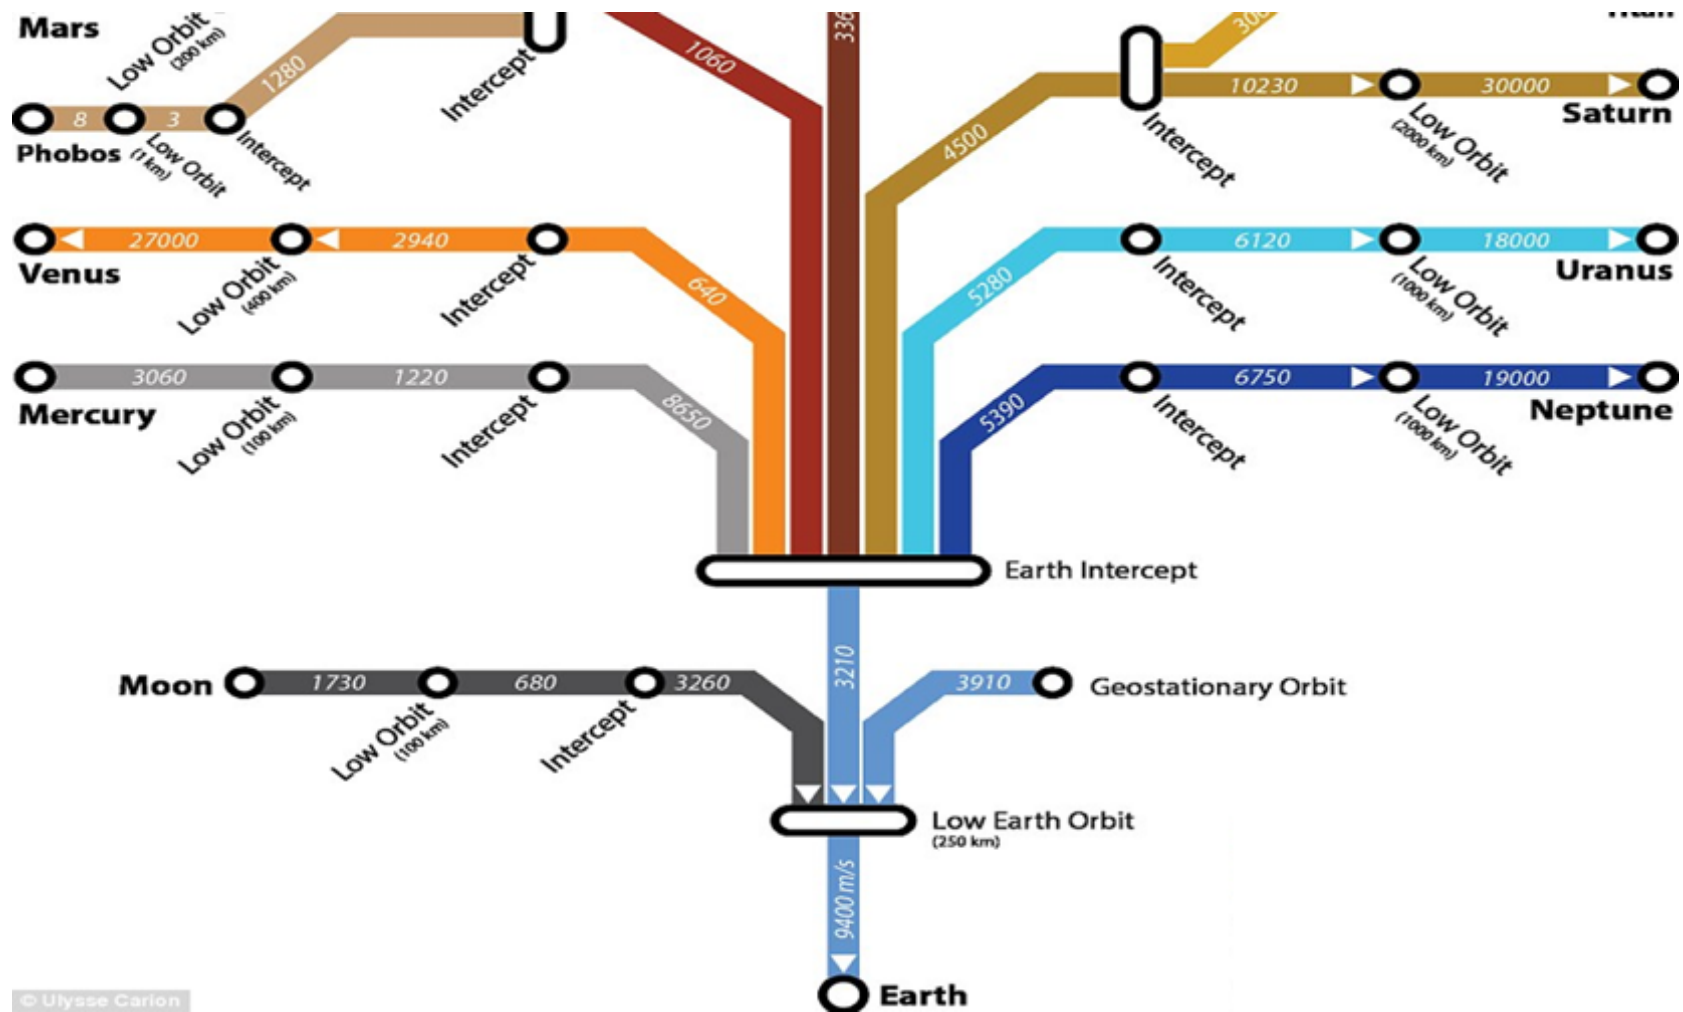 Mars
Low Orbit
(200 km)
1280
Intercept
1060
10230
30000
Saturn
8
3
Phobos
Low Orbit
(1 km)
Intercept
4500
Intercept
Low Orbit
(2000 km)
27000
2940
640
Venus
Low Orbit
(400 km)
Intercept
5280
6120
18000
Uranus
Intercept
Low Orbit
(1000 km)
3060
1220
8650
Mercury
Low Orbit
(100 km)
Intercept
5390
6750
19000
Neptune
Intercept
Low Orbit
(1000 km)
Earth Intercept
3210
Moon
1730
680
3260
Low Orbit
(100 km)
Intercept
3910
Geostationary Orbit
Low Earth Orbit
(250 km)
9400 m/s
Earth
© Ulysse Carion